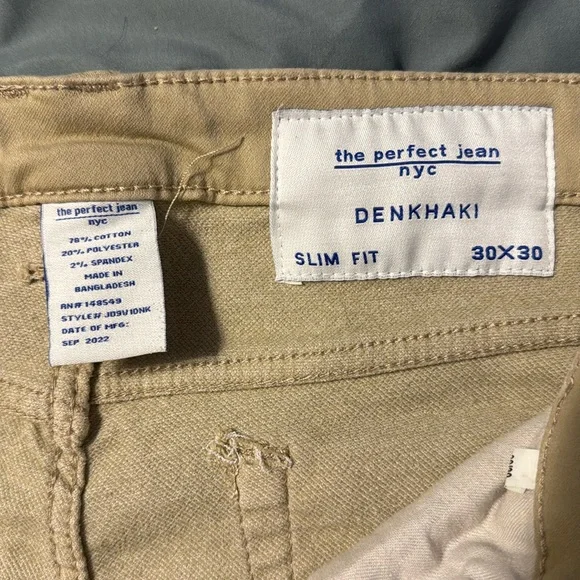 the perfect jean
nyc
DENKHAKI
SLIM FIT 30X30
the perfect jean
nyc
78% COTTON
20% POLYESTER
2% SPANDEX
MADE IN
BANGLADESH
RN# 148549
STYLE# JD9V10NK
DATE OF MFG:
SEP 2022